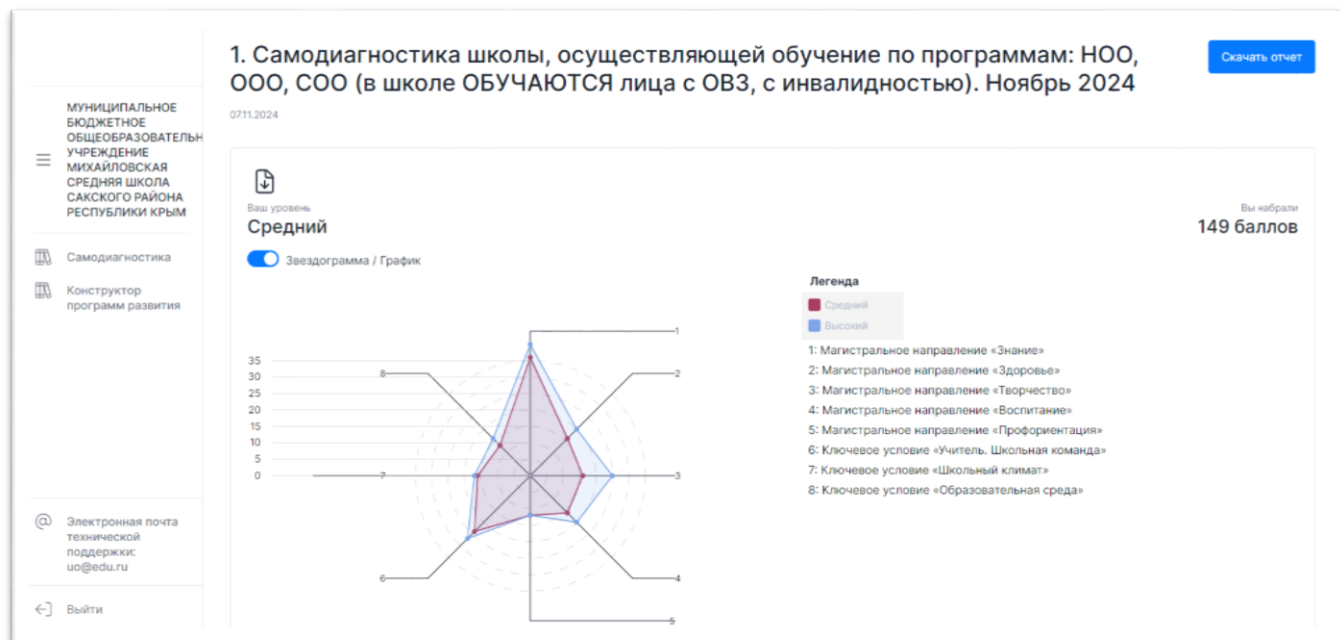 1. Самодиагностика школы, осуществляющей обучение по программам: НОО,
ООО, СОО (в школе ОБУЧАЮТСЯ лица с ОВЗ, с инвалидностью). Ноябрь 2024
Скачать отчет
07.11.2024
МУНИЦИПАЛЬНОЕ
БЮДЖЕТНОЕ
ОБЩЕОБРАЗОВАТЕЛЬН
УЧРЕЖДЕНИЕ
МИХАЙЛОВСКАЯ
СРЕДНЯЯ ШКОЛА
САКСКОГО РАЙОНА
РЕСПУБЛИКИ КРЫМ
Самодиагностика
Конструктор
программ развития
Электронная почта
технической
поддержки:
uo@edu.ru
Выйти
Ваш уровень
Средний
Вы набрали
149 баллов
Звездограмма / График
35
30
25
20
15
10
5
0
1
2
3
4
5
6
7
8
Легенда
Средний
Высокий
1: Магистральное направление «Знание»
2: Магистральное направление «Здоровье»
3: Магистральное направление «Творчество»
4: Магистральное направление «Воспитание»
5: Магистральное направление «Профориентация»
6: Ключевое условие «Учитель. Школьная команда»
7: Ключевое условие «Школьный климат»
8: Ключевое условие «Образовательная среда»